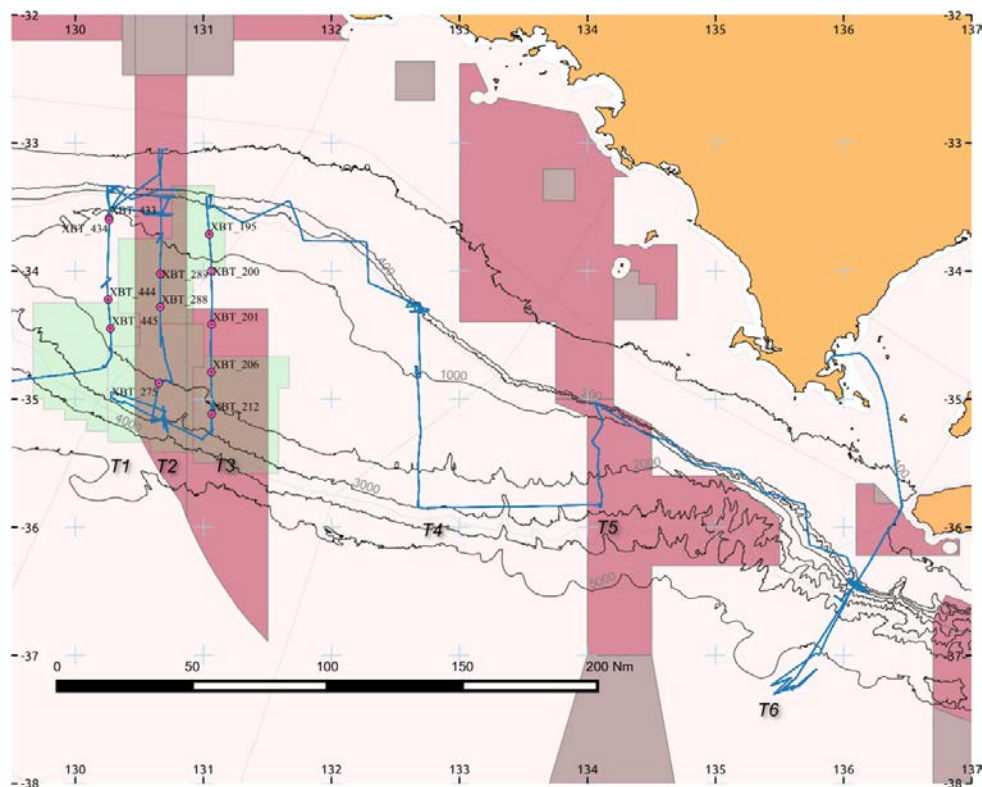 -32 130 131 132 133 134 135 136 137 -32
-33 -33
XBT_433
XBT_434
XBT_195
-34 XBT_289 XBT_200 400 -34
XBT_444 XBT_288
XBT_445 XBT_201
XBT_206 1000
XBT_275
-35 XBT_212 100 -35
4000
100
T1 T2 T3 2000
3000
-36 T4 T5 -36
5000
-37 -37
0 50 100 150 200 Nm
T6
-38 130 131 132 133 134 135 136 137 -38